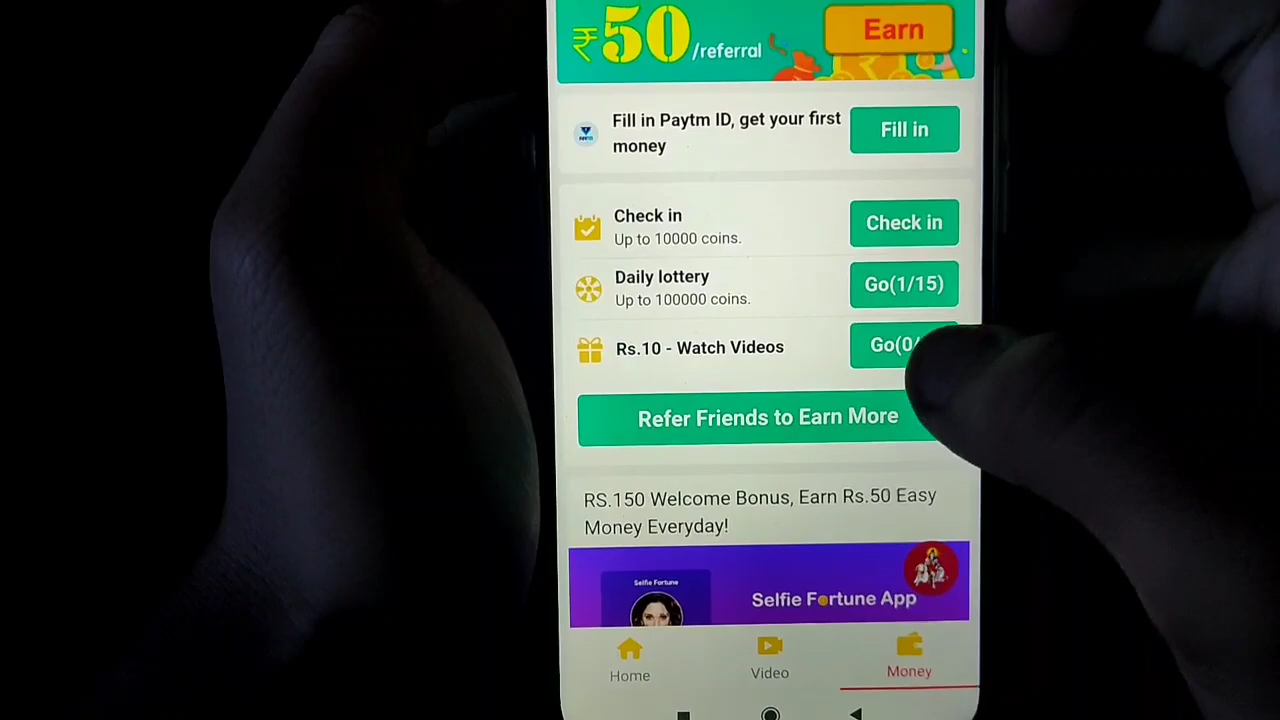 ₹50/referral
Earn
Fill in Paytm ID, get your first
money
Fill in
Check in
Up to 10000 coins.
Check in
Daily lottery
Up to 100000 coins.
Go(1/15)
Rs.10 - Watch Videos
Go(0/
Refer Friends to Earn More
RS.150 Welcome Bonus, Earn Rs.50 Easy
Money Everyday!
Selfie Fortune
Selfie Fortune App
Home
Video
Money